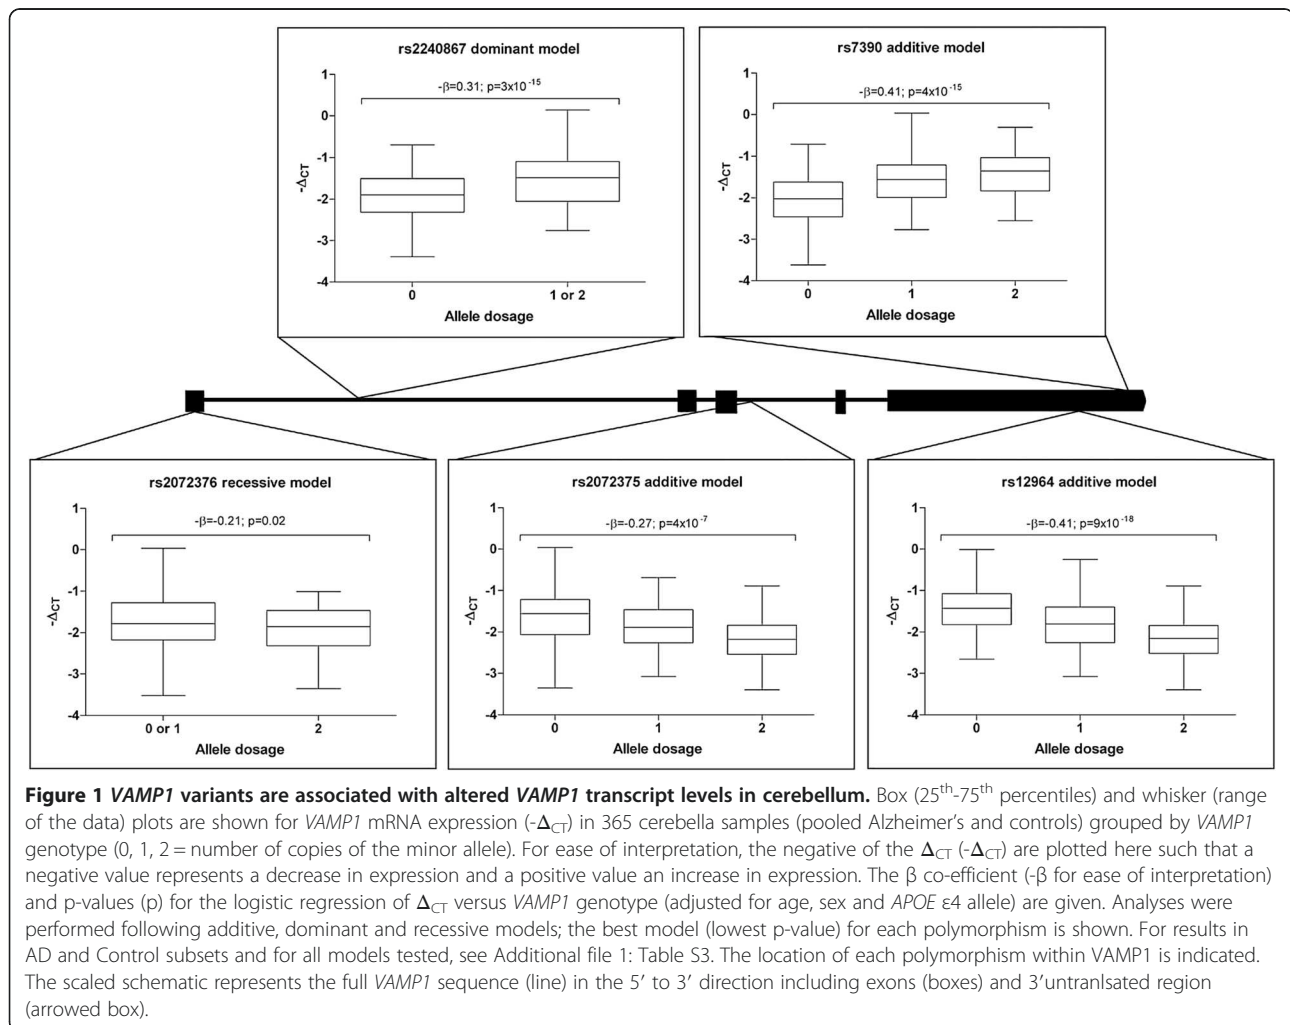 rs2240867 dominant model
-β=0.31; p=3x10-15
1
0
-1
-2
-3
-4
-ΔCT
0
1 or 2
Allele dosage
rs7390 additive model
-β=0.41; p=4x10-15
1
0
-1
-2
-3
-4
-ΔCT
0
1
2
Allele dosage
rs2072376 recessive model
-β=-0.21; p=0.02
1
0
-1
-2
-3
-4
-ΔCT
0 or 1
2
Allele dosage
rs2072375 additive model
-β=-0.27; p=4x10-7
1
0
-1
-2
-3
-4
-ΔCT
0
1
2
Allele dosage
rs12964 additive model
-β=-0.41; p=9x10-18
1
0
-1
-2
-3
-4
-ΔCT
0
1
2
Allele dosage
Figure 1 VAMP1 variants are associated with altered VAMP1 transcript levels in cerebellum. Box (25th-75th percentiles) and whisker (range
of the data) plots are shown for VAMP1 mRNA expression (-ΔCT) in 365 cerebella samples (pooled Alzheimer's and controls) grouped by VAMP1
genotype (0, 1, 2 = number of copies of the minor allele). For ease of interpretation, the negative of the ΔCT (-ΔCT) are plotted here such that a
negative value represents a decrease in expression and a positive value an increase in expression. The β co-efficient (-β for ease of interpretation)
and p-values (p) for the logistic regression of ΔCT versus VAMP1 genotype (adjusted for age, sex and APOE ε4 allele) are given. Analyses were
performed following additive, dominant and recessive models; the best model (lowest p-value) for each polymorphism is shown. For results in
AD and Control subsets and for all models tested, see Additional file 1: Table S3. The location of each polymorphism within VAMP1 is indicated.
The scaled schematic represents the full VAMP1 sequence (line) in the 5′ to 3′ direction including exons (boxes) and 3′untranlsated region
(arrowed box).